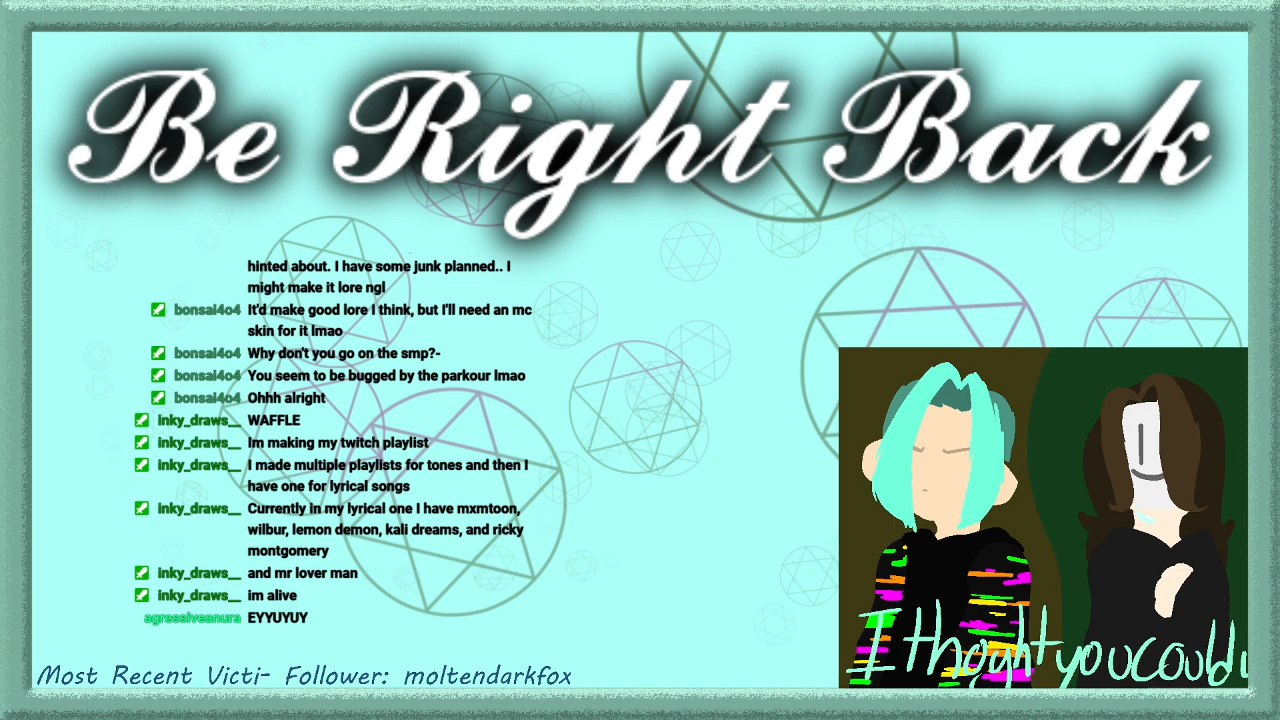 Be Right Back
hinted about. I have some junk planned.. I
might make it lore ngl
bonsai4o4 It'd make good lore I think, but I'll need an mc
skin for it lmao
bonsai4o4 Why don't you go on the smp?-
bonsai4o4 You seem to be bugged by the parkour lmao
bonsai4o4 Ohhh alright
inky_draws__ WAFFLE
inky_draws__ Im making my twitch playlist
inky_draws__ I made multiple playlists for tones and then I
have one for lyrical songs
inky_draws__ Currently in my lyrical one I have mxmtoon,
wilbur, lemon demon, kali dreams, and ricky
montgomery
inky_draws__ and mr lover man
inky_draws__ im alive
agressiveanura EYYUYUY
I thoght you could
Most Recent Victi- Follower: moltendarkfox